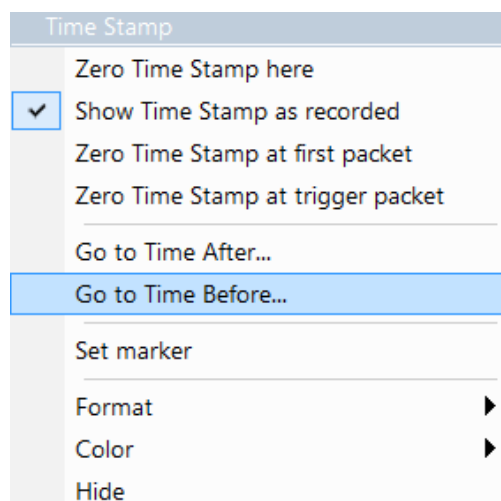 Time Stamp
Zero Time Stamp here
Show Time Stamp as recorded
Zero Time Stamp at first packet
Zero Time Stamp at trigger packet
Go to Time After...
Go to Time Before...
Set marker
Format
Color
Hide